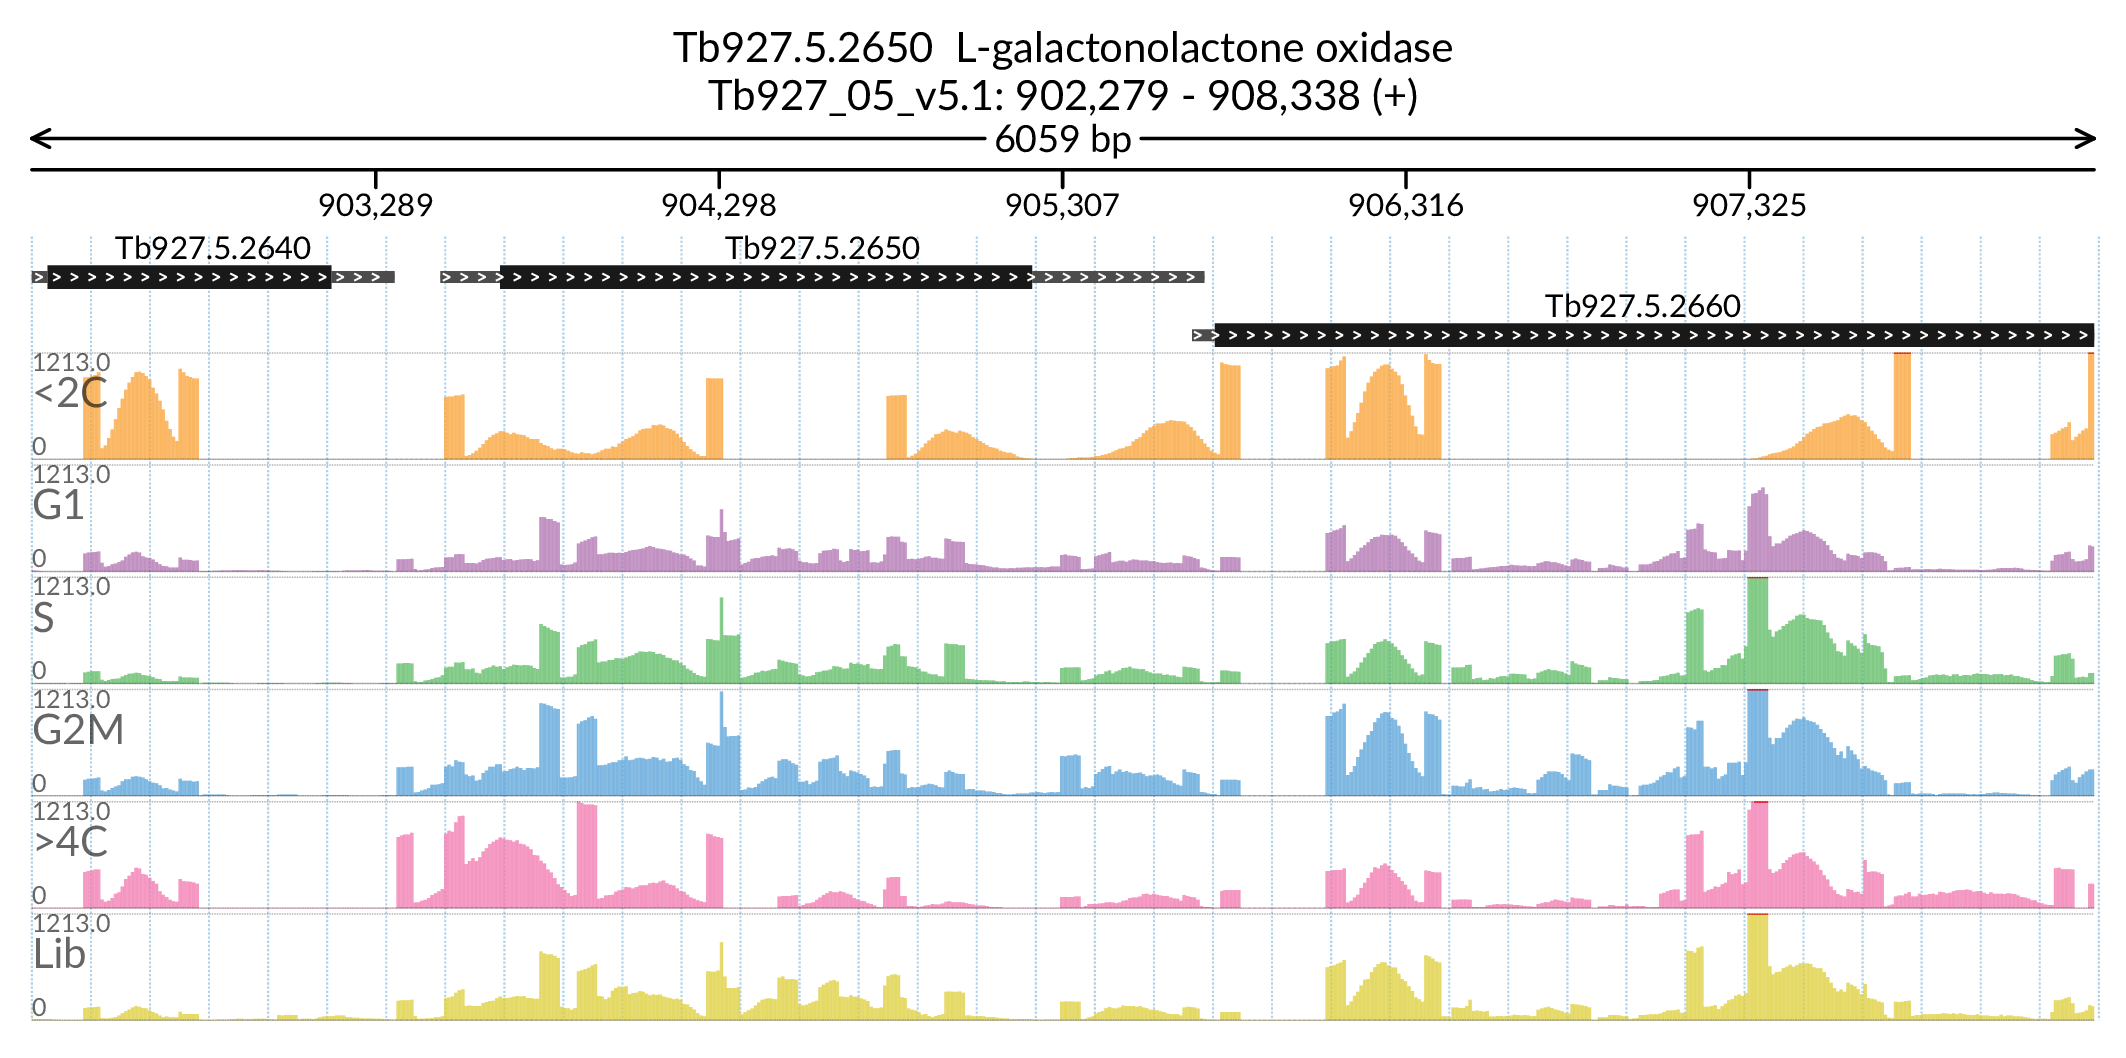 Tb927.5.2650 L-galactonolactone oxidase
Tb927_05_v5.1: 902,279 - 908,338 (+)
6059 bp
903,289 904,298 905,307 906,316 907,325
Tb927.5.2640 Tb927.5.2650
Tb927.5.2660
1213.0
<2C
0
1213.0
G1
0
1213.0
S
0
1213.0
G2M
0
1213.0
>4C
0
1213.0
Lib
0